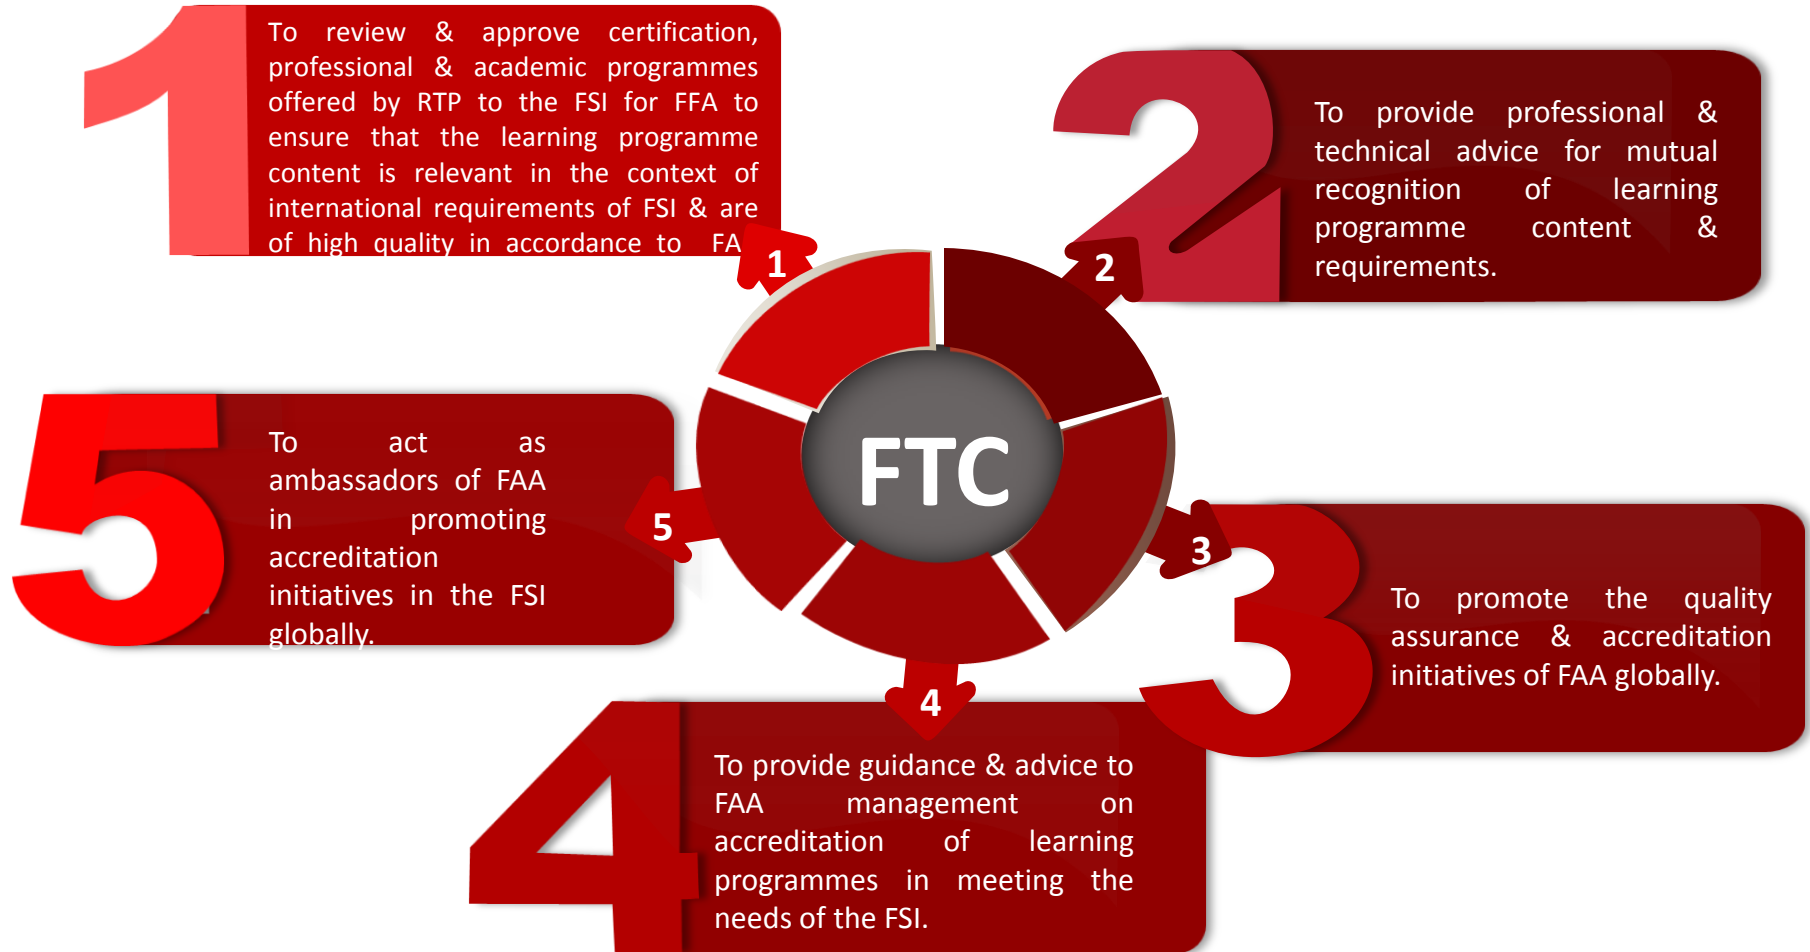 1
To review & approve certification,
professional & academic programmes
offered by RTP to the FSI for FFA to
ensure that the learning programme
content is relevant in the context of
international requirements of FSI & are
of high quality in accordance to
1
2
To provide professional &
technical advice for mutual
recognition of learning
programme content &
requirements.
2
FTC
3
To promote the quality
assurance & accreditation
initiatives of FAA globally.
3
4
To provide guidance & advice to
FAA management on
accreditation of learning
programmes in meeting the
needs of the FSI.
4
5
To act as
ambassadors of FAA
in promoting
accreditation
initiatives in the FSI
globally.
5